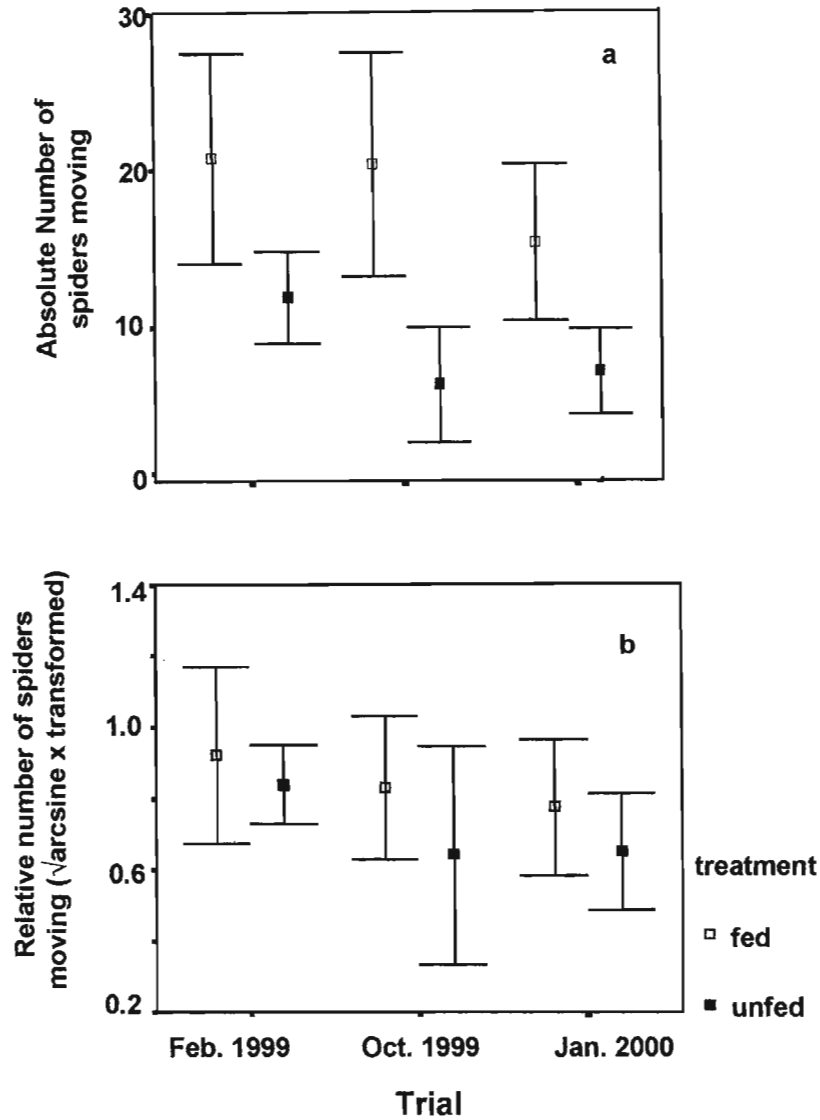 30
a
Absolute Number of
spiders moving
20
10
0
1.4
b
Relative number of spiders
moving (√arcsine x transformed)
1.0
0.6
0.2
treatment
fed
unfed
Feb. 1999 Oct. 1999 Jan. 2000
Trial